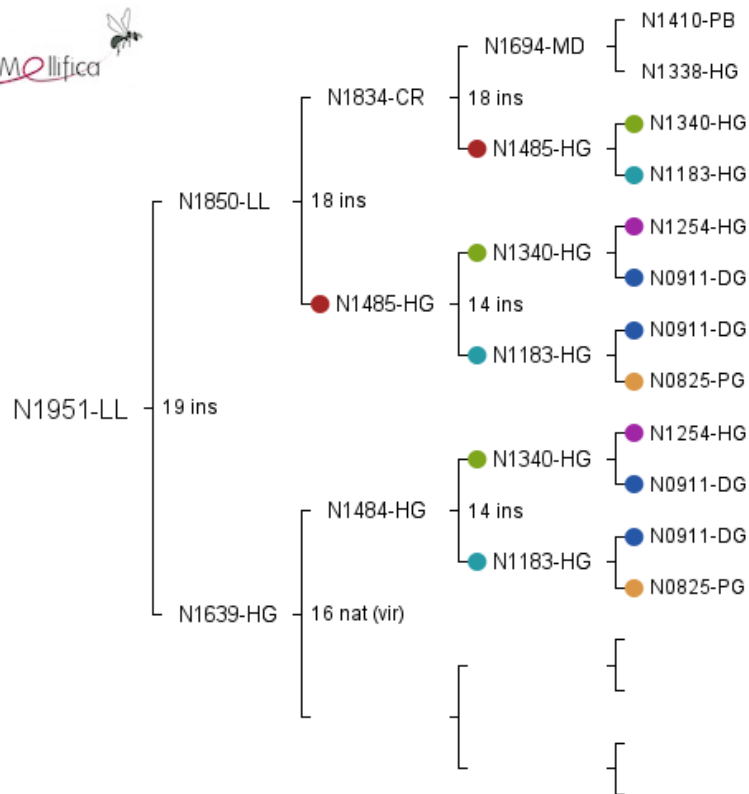 Mellifica
N1410-PB
N1694-MD
N1338-HG
N1834-CR
18 ins
N1340-HG
N1485-HG
N1183-HG
N1850-LL
18 ins
N1254-HG
N1340-HG
N0911-DG
N1485-HG
14 ins
N0911-DG
N1183-HG
N0825-PG
N1951-LL
19 ins
N1254-HG
N1340-HG
N0911-DG
N1484-HG
14 ins
N0911-DG
N1183-HG
N0825-PG
N1639-HG
16 nat (vir)